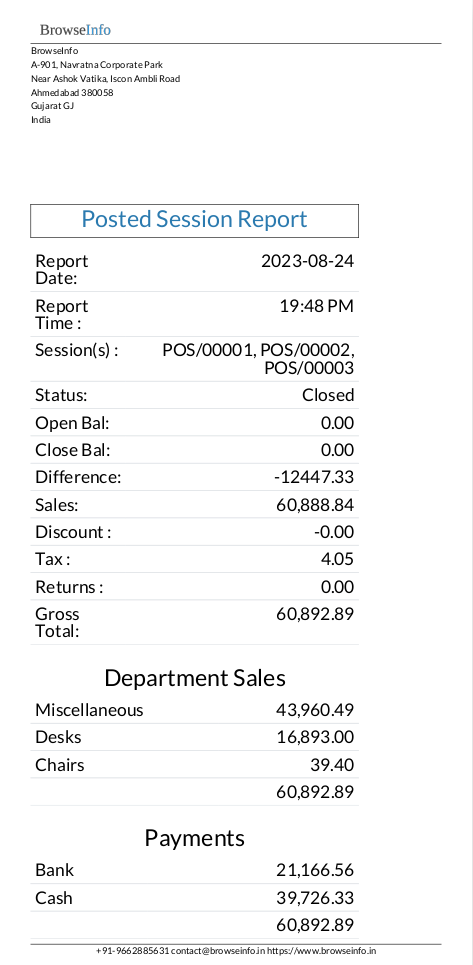 BrowseInfo
BrowseInfo
A-901, Navratna Corporate Park
Near Ashok Vatika, Iscon Ambli Road
Ahmedabad 380058
Gujarat GJ
India
Posted Session Report
Report Date: 2023-08-24
Report Time : 19:48 PM
Session(s) : POS/00001, POS/00002, POS/00003
Status: Closed
Open Bal: 0.00
Close Bal: 0.00
Difference: -12447.33
Sales: 60,888.84
Discount : -0.00
Tax : 4.05
Returns : 0.00
Gross Total: 60,892.89
Department Sales
Miscellaneous 43,960.49
Desks 16,893.00
Chairs 39.40
60,892.89
Payments
Bank 21,166.56
Cash 39,726.33
60,892.89
+91-9662885631 contact@browseinfo.in https://www.browseinfo.in